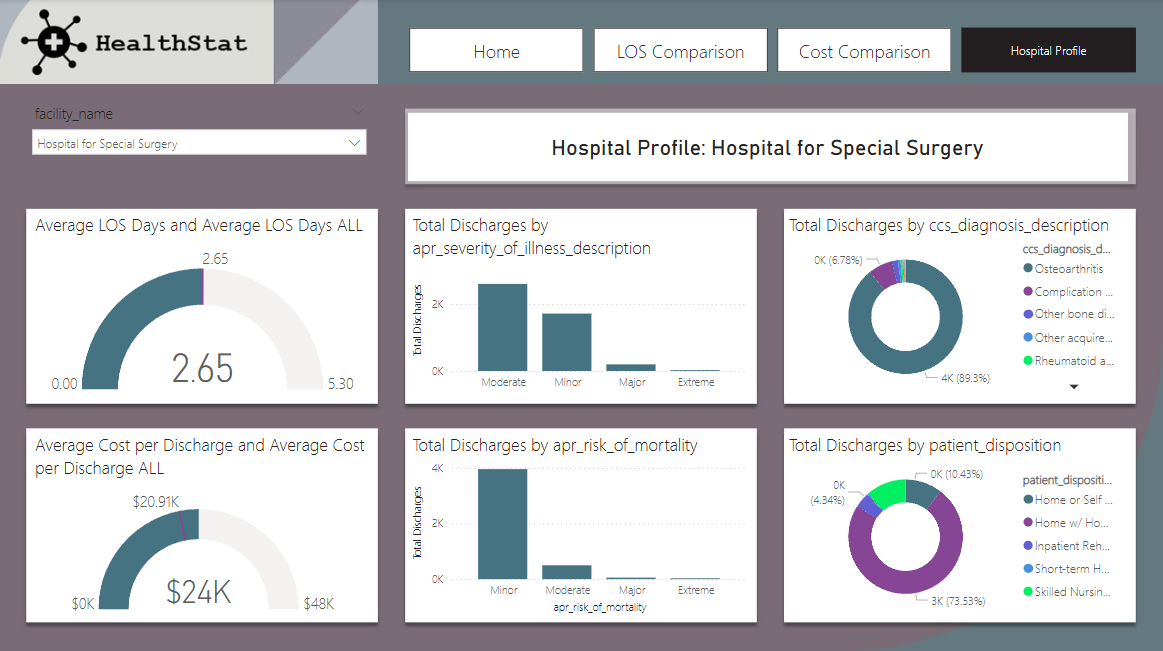 HealthStat
Home
LOS Comparison
Cost Comparison
Hospital Profile
facility_name
Hospital for Special Surgery
Hospital Profile: Hospital for Special Surgery
Average LOS Days and Average LOS Days ALL
2.65
2.65
0.00
5.30
Total Discharges by
apr_severity_of_illness_description
Total Discharges
2K
0K
Moderate
Minor
Major
Extreme
Total Discharges by ccs_diagnosis_description
0K (6.78%)
4K (89.3%)
ccs_diagnosis_d...
Osteoarthritis
Complication ...
Other bone di...
Other acquire...
Rheumatoid a...
Average Cost per Discharge and Average Cost
per Discharge ALL
$20.91K
$24K
$0K
$48K
Total Discharges by apr_risk_of_mortality
Total Discharges
4K
2K
0K
Minor
Moderate
Major
Extreme
apr_risk_of_mortality
Total Discharges by patient_disposition
0K (10.43%)
0K
(4.34%)
3K (73.53%)
patient_dispositi...
Home or Self ...
Home w/ Ho...
Inpatient Reh...
Short-term H...
Skilled Nursin...